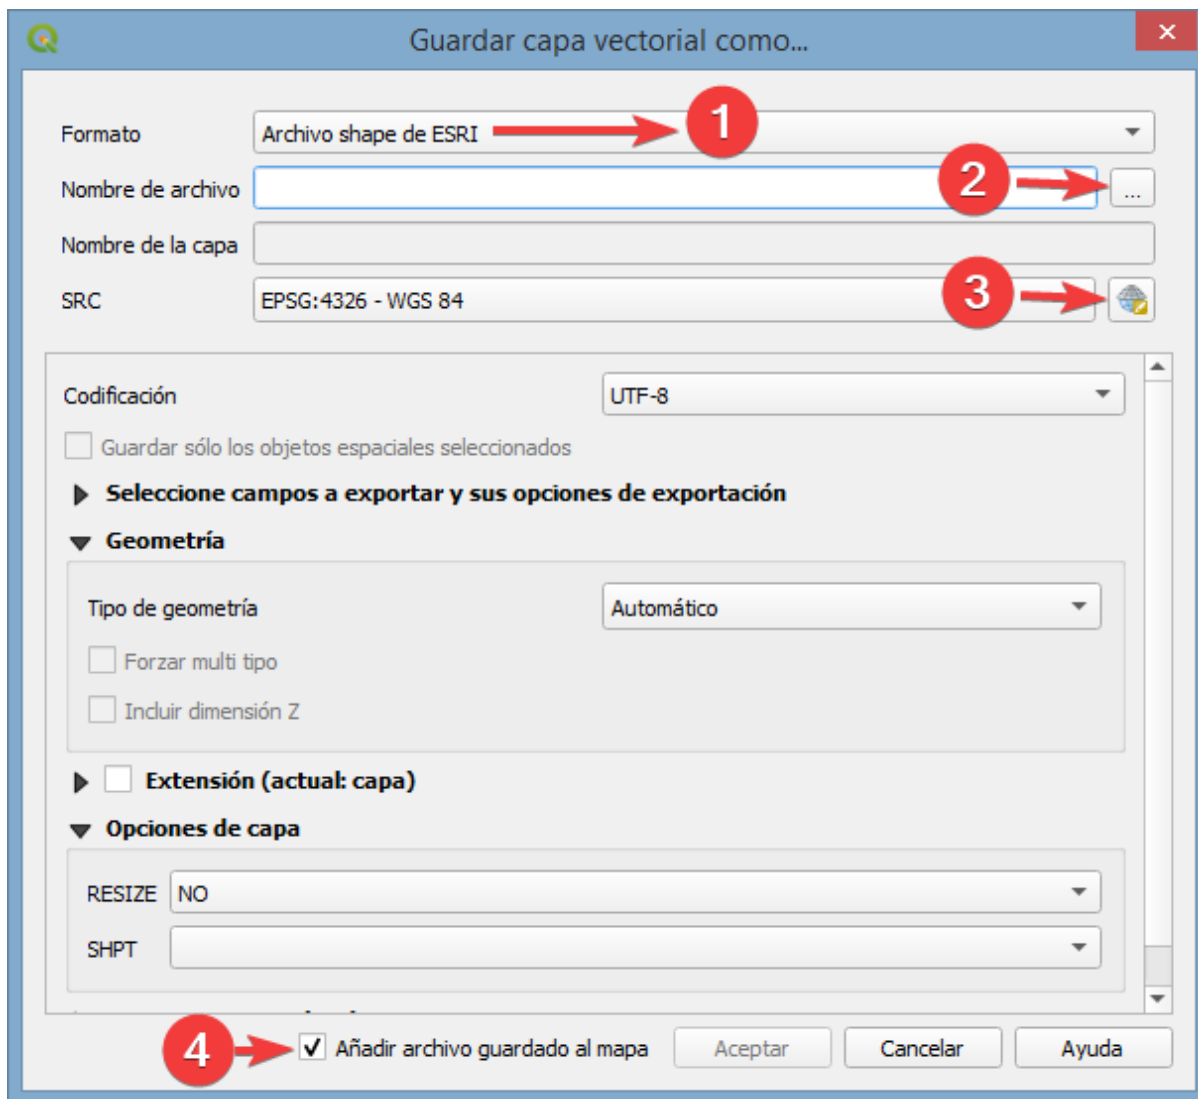 Guardar capa vectorial como...
Formato Archivo shape de ESRI 1
Nombre de archivo 2 ...
Nombre de la capa
SRC EPSG:4326 - WGS 84 3
Codificación UTF-8
Guardar sólo los objetos espaciales seleccionados
Seleccione campos a exportar y sus opciones de exportación
Geometría
Tipo de geometría Automático
Forzar multi tipo
Incluir dimensión Z
Extensión (actual: capa)
Opciones de capa
RESIZE NO
SHPT
4 Añadir archivo guardado al mapa Aceptar Cancelar Ayuda